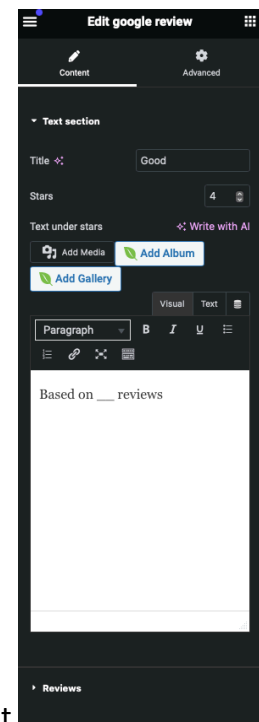 Edit google review
Content
Advanced
Text section
Title
Good
Stars
4
Text under stars
Write with AI
Add Media
Add Album
Add Gallery
Visual
Text
Paragraph
B
I
U
Based on __ reviews
Reviews
t